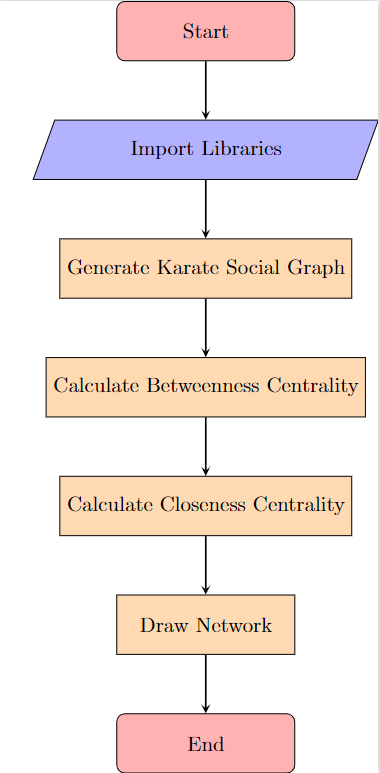 Start
Import Libraries
Generate Karate Social Graph
Calculate Betweenness Centrality
Calculate Closeness Centrality
Draw Network
End